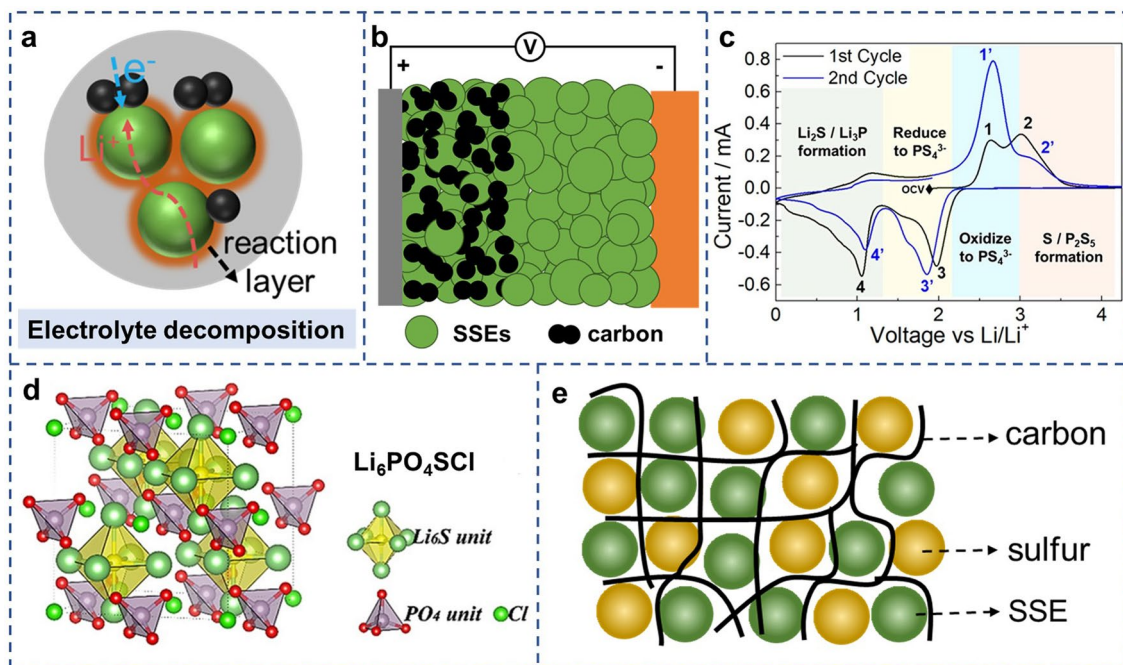 a
e⁻
Li⁺
reaction
layer
Electrolyte decomposition
b
V
+
-
SSEs
carbon
c
1st Cycle
2nd Cycle
Current / mA
0.8
0.6
0.4
0.2
0.0
-0.2
-0.4
-0.6
Li₂S / Li₃P
formation
Reduce
to PS₄³⁻
1'
1
2
2'
OCV
4
4'
3'
3
Oxidize
to PS₄³⁻
S / P₂S₅
formation
0
1
2
3
4
Voltage vs Li/Li⁺
d
Li₆PO₄SCl
Li₆S unit
PO₄ unit
Cl
e
carbon
sulfur
SSE